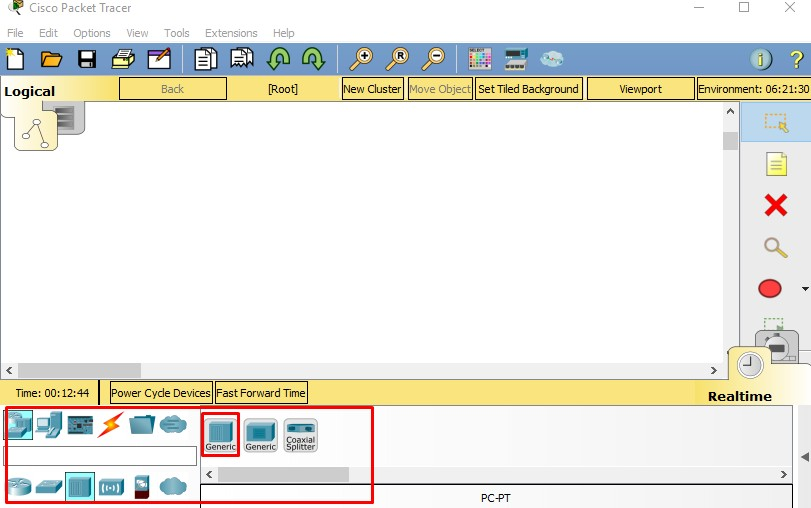 Cisco Packet Tracer
File Edit Options View Tools Extensions Help
Logical Back [Root] New Cluster Move Object Set Tiled Background Viewport Environment: 06:21:30
Time: 00:12:44 Power Cycle Devices Fast Forward Time
Realtime
Generic Generic Coaxial
Splitter
PC-PT